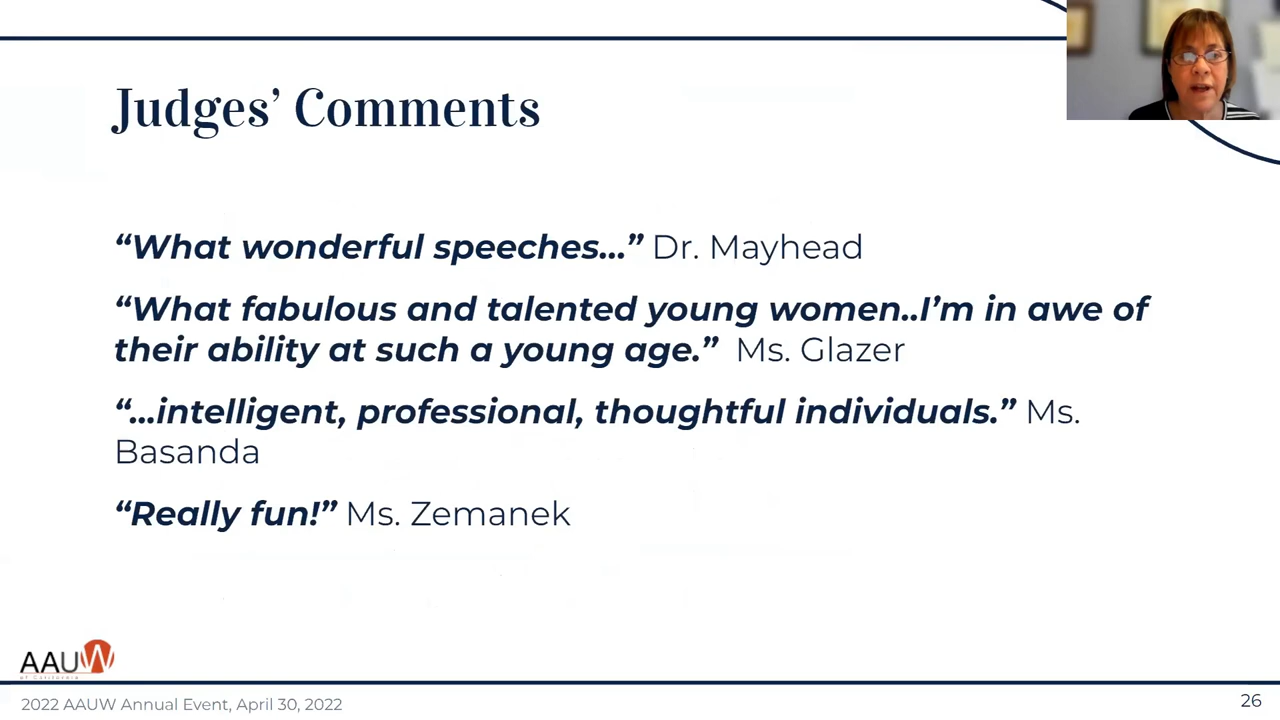 Judges’ Comments
“What wonderful speeches...” Dr. Mayhead
“What fabulous and talented young women..I’m in awe of
their ability at such a young age.” Ms. Glazer
“...intelligent, professional, thoughtful individuals.” Ms.
Basanda
“Really fun!” Ms. Zemanek
AAUW
of California
2022 AAUW Annual Event, April 30, 2022
26